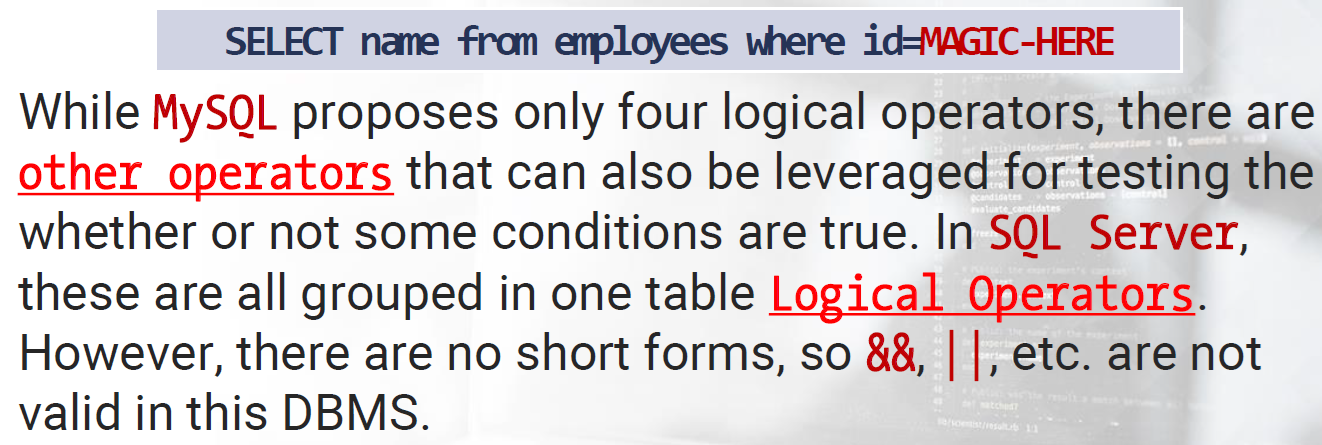 SELECT name from employees where id=MAGIC-HERE
While MySQL proposes only four logical operators, there are
other operators that can also be leveraged for testing the
whether or not some conditions are true. In SQL Server,
these are all grouped in one table Logical Operators.
However, there are no short forms, so &&, ||, etc. are not
valid in this DBMS.